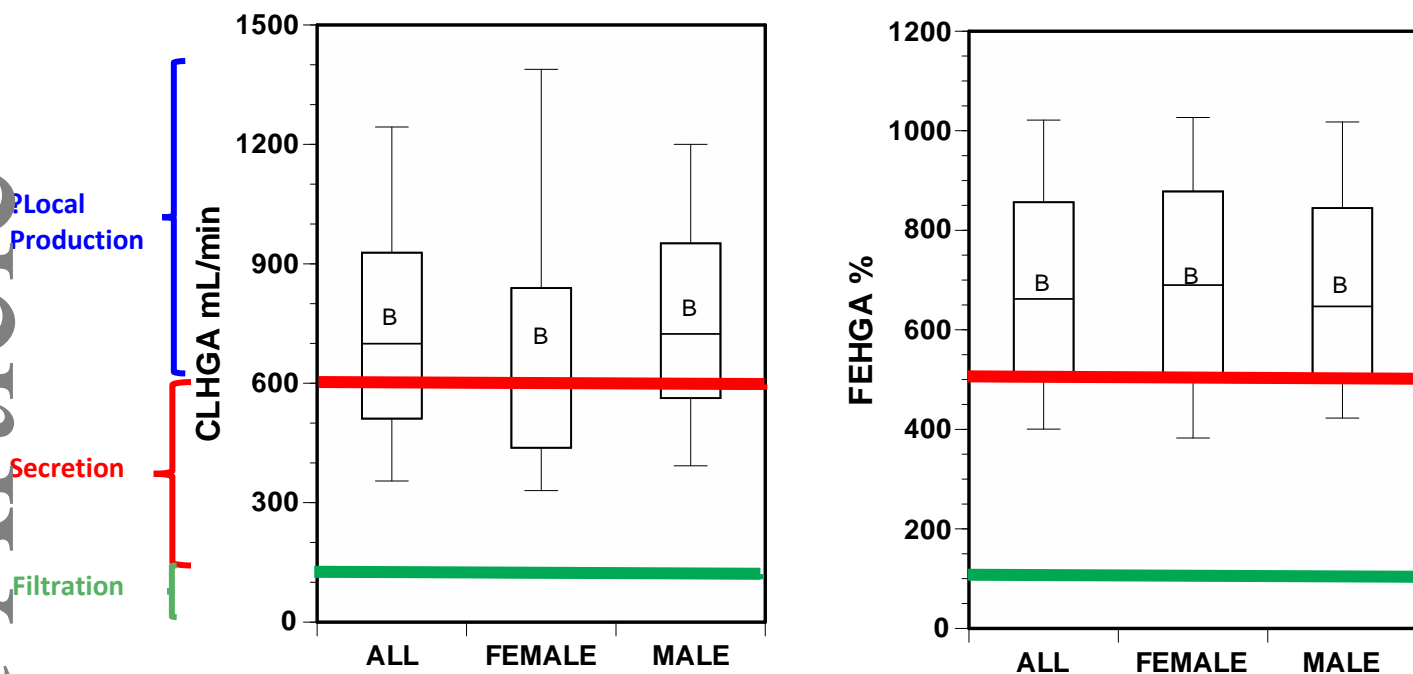 ?Local
Production
Secretion
Filtration
CLHGA mL/min
1500
1200
900
600
300
0
B
B
B
ALL FEMALE MALE
FEHGA %
1200
1000
800
600
400
200
0
B
B
B
ALL FEMALE MALE